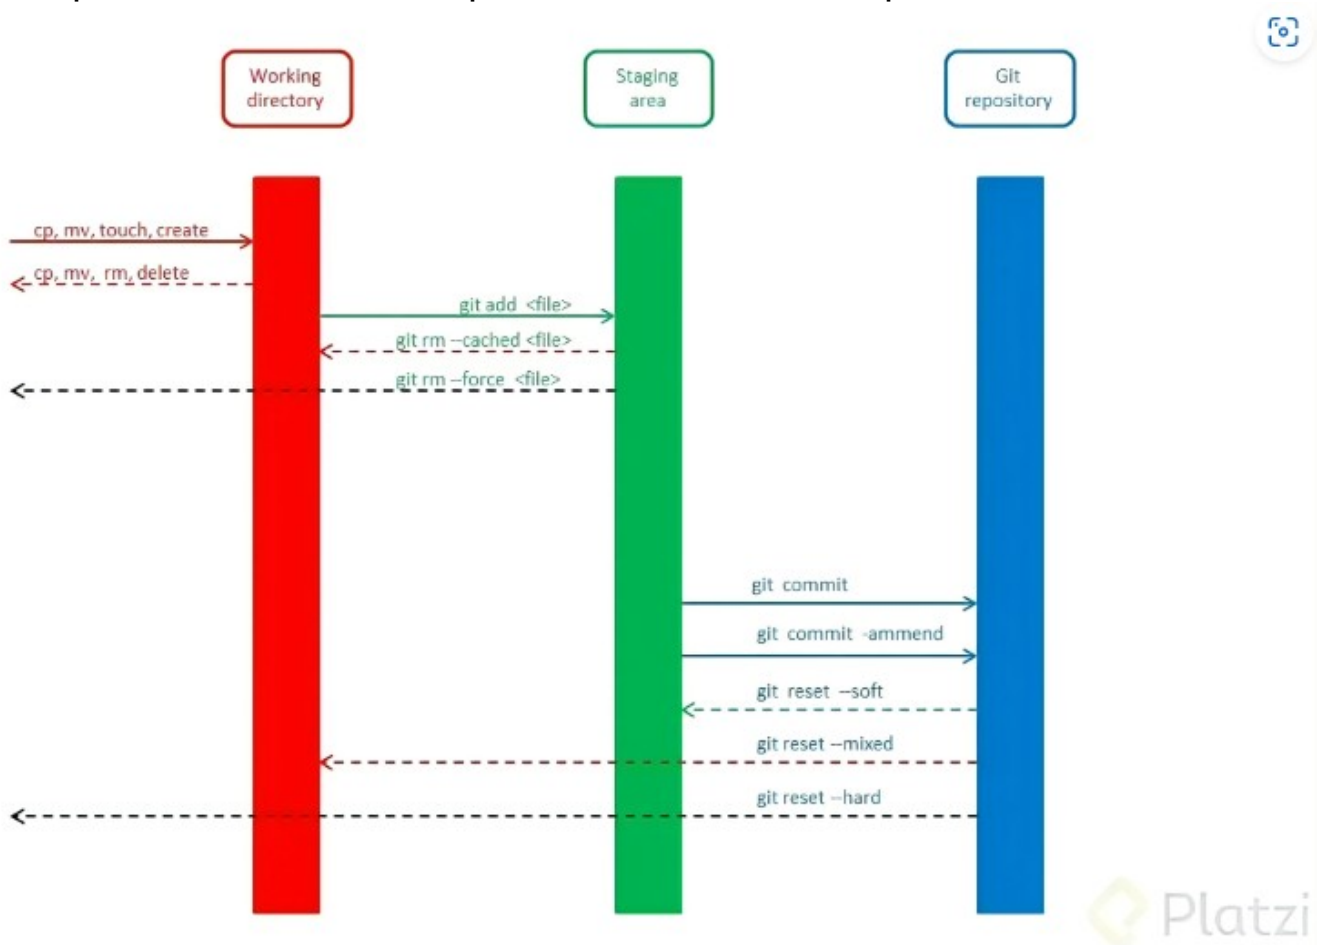 Working
directory
Staging
area
Git
repository
cp, mv, touch, create
cp, mv, rm, delete
git add <file>
git rm --cached <file>
git rm --force <file>
git commit
git commit -ammend
git reset --soft
git reset --mixed
git reset --hard
Platzi